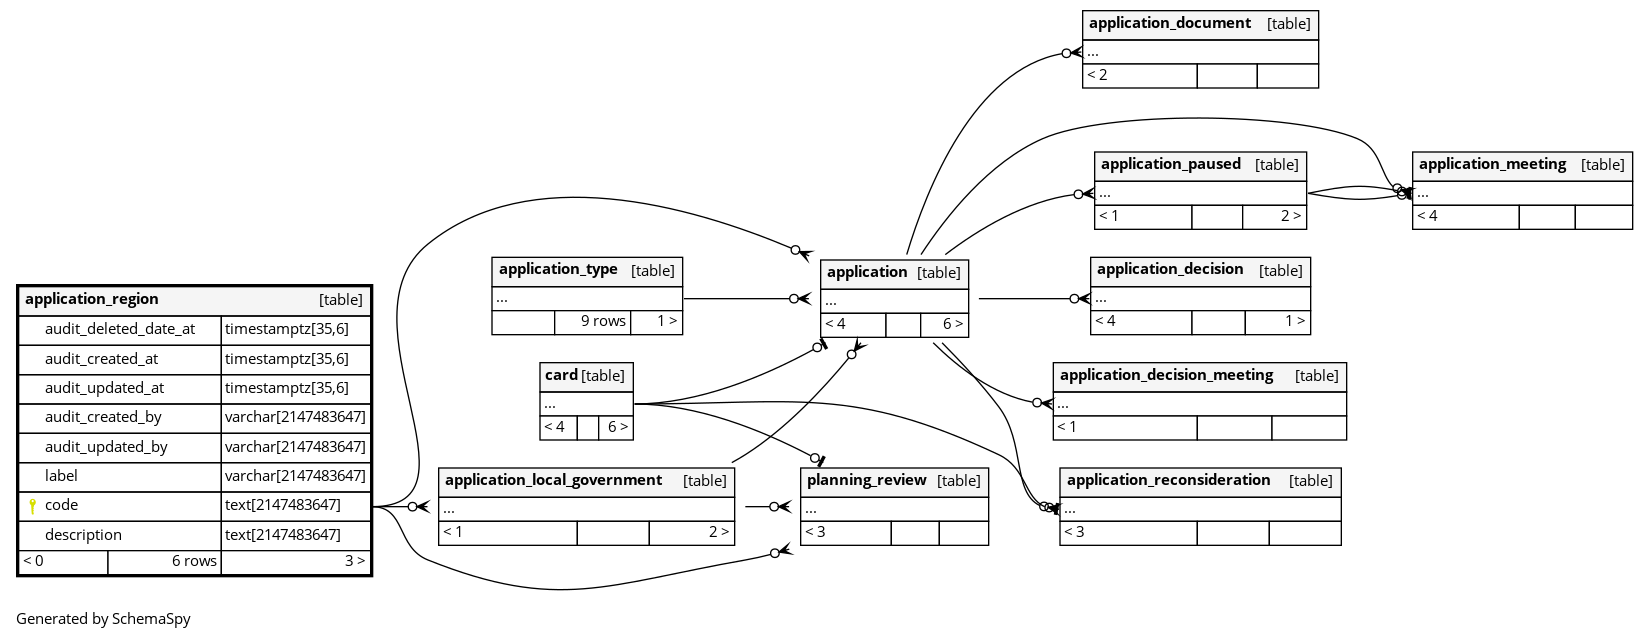 application_document [table]
...
< 2
application_paused [table]
...
< 1 2 >
application_meeting [table]
...
< 4
application_type [table]
...
9 rows 1 >
application [table]
...
< 4 6 >
application_decision [table]
...
< 4 1 >
application_region [table]
audit_deleted_date_at timestamptz[35,6]
audit_created_at timestamptz[35,6]
audit_updated_at timestamptz[35,6]
audit_created_by varchar[2147483647]
audit_updated_by varchar[2147483647]
label varchar[2147483647]
code text[2147483647]
description text[2147483647]
< 0 6 rows 3 >
card [table]
...
< 4 6 >
application_decision_meeting [table]
...
< 1
application_local_government [table]
...
< 1 2 >
planning_review [table]
...
< 3
application_reconsideration [table]
...
< 3
Generated by SchemaSpy